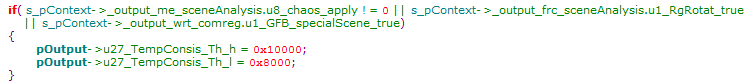 if( s_pContext->_output_me_sceneAnalysis.u8_chaos_apply ! = 0 || s_pContext->_output_frc_sceneAnalysis.u1_RgRotat_true
|| s_pContext->_output_wrt_comreg.u1_GFB_specialScene_true)
{
pOutput->u27_TempConsis_Th_h = 0x10000;
pOutput->u27_TempConsis_Th_l = 0x8000;
}